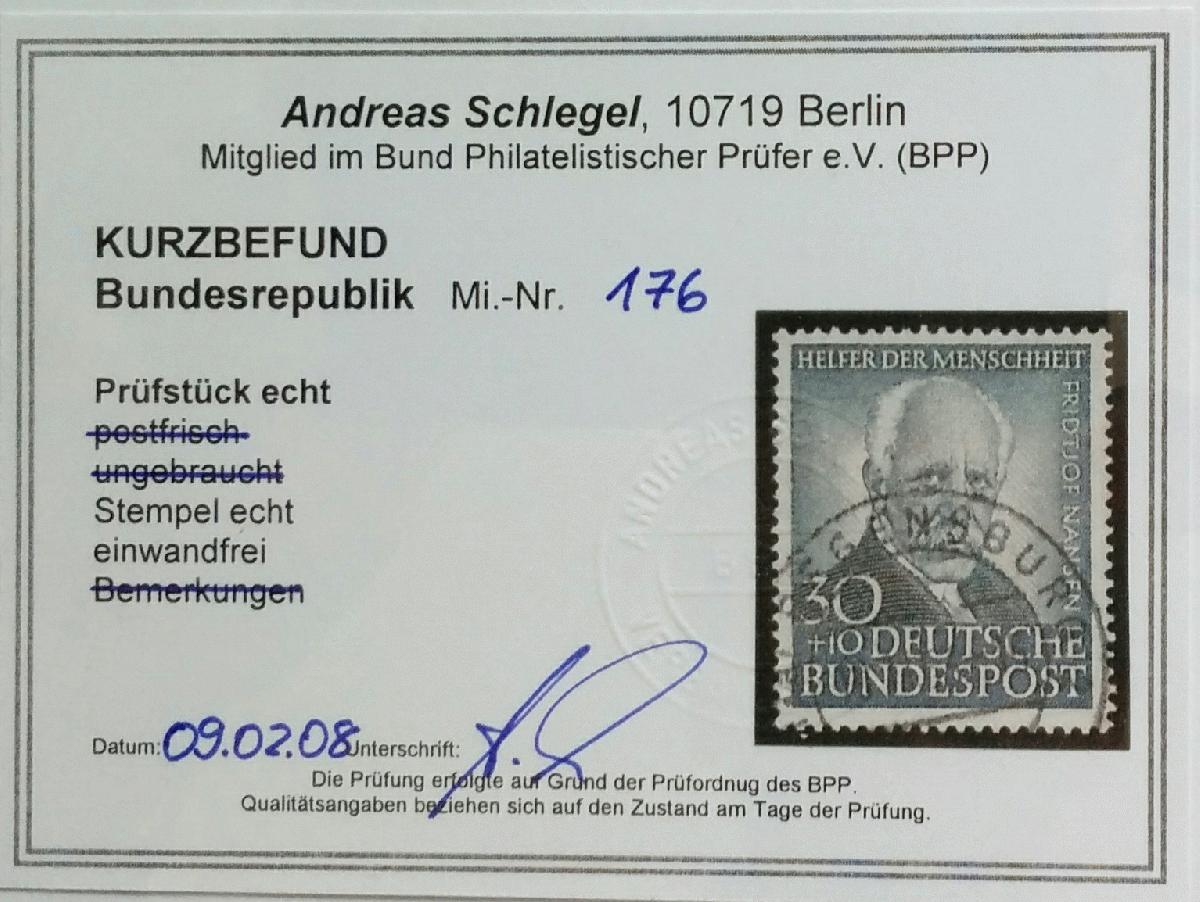 Andreas Schlegel, 10719 Berlin
Mitglied im Bund Philatelistischer Prüfer e.V. (BPP)
KURZBEFUND
Bundesrepublik Mi.-Nr. 176
Prüfstück echt
postfrisch
ungebraucht
Stempel echt
einwandfrei
Bemerkungen
HELFER DER MENSCHHEIT
FRIDTJOF NANSEN
30
+10 DEUTSCHE
BUNDESPOST
ANDREAS
Datum: 09.02.08 Unterschrift:
Die Prüfung erfolgte auf Grund der Prüfordnug des BPP.
Qualitätsangaben beziehen sich auf den Zustand am Tage der Prüfung.